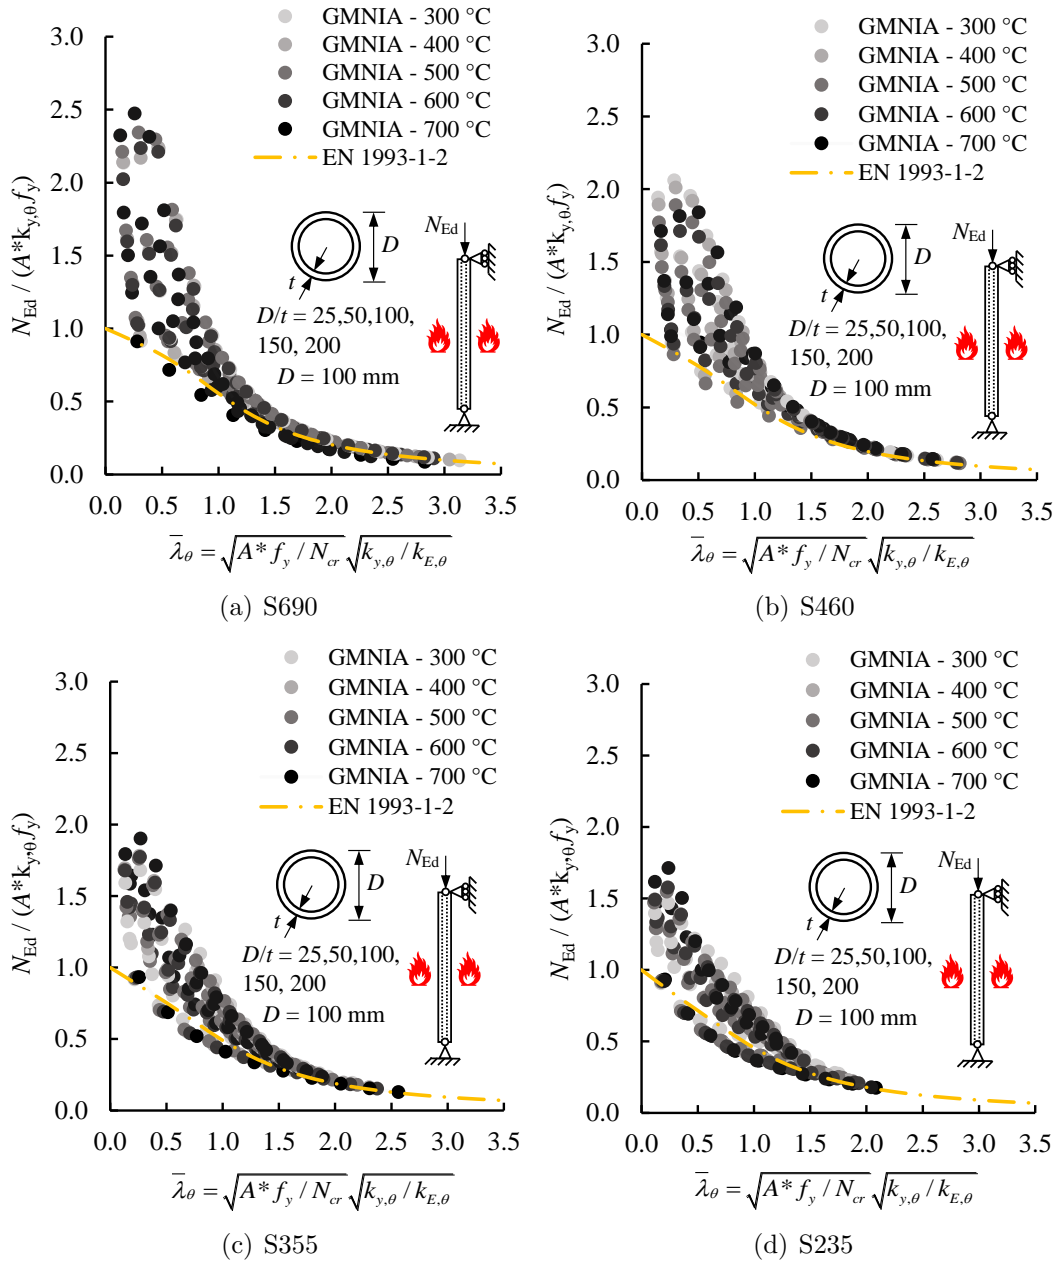 GMNIA - 300 °C
GMNIA - 400 °C
GMNIA - 500 °C
GMNIA - 600 °C
GMNIA - 700 °C
EN 1993-1-2
3.0
2.5
2.0
1.5
1.0
0.5
0.0
N_Ed / (A*k_y,θ f_y)
N_Ed
D
t
D/t = 25,50,100,
150, 200
D = 100 mm
0.0 0.5 1.0 1.5 2.0 2.5 3.0 3.5
λ̅_θ = √(A* f_y / N_cr) √(k_y,θ / k_E,θ)
(a) S690
GMNIA - 300 °C
GMNIA - 400 °C
GMNIA - 500 °C
GMNIA - 600 °C
GMNIA - 700 °C
EN 1993-1-2
3.0
2.5
2.0
1.5
1.0
0.5
0.0
N_Ed / (A*k_y,θ f_y)
N_Ed
D
t
D/t = 25,50,100,
150, 200
D = 100 mm
0.0 0.5 1.0 1.5 2.0 2.5 3.0 3.5
λ̅_θ = √(A* f_y / N_cr) √(k_y,θ / k_E,θ)
(b) S460
GMNIA - 300 °C
GMNIA - 400 °C
GMNIA - 500 °C
GMNIA - 600 °C
GMNIA - 700 °C
EN 1993-1-2
3.0
2.5
2.0
1.5
1.0
0.5
0.0
N_Ed / (A*k_y,θ f_y)
N_Ed
D
t
D/t = 25,50,100,
150, 200
D = 100 mm
0.0 0.5 1.0 1.5 2.0 2.5 3.0 3.5
λ̅_θ = √(A* f_y / N_cr) √(k_y,θ / k_E,θ)
(c) S355
GMNIA - 300 °C
GMNIA - 400 °C
GMNIA - 500 °C
GMNIA - 600 °C
GMNIA - 700 °C
EN 1993-1-2
3.0
2.5
2.0
1.5
1.0
0.5
0.0
N_Ed / (A*k_y,θ f_y)
N_Ed
D
t
D/t = 25,50,100,
150, 200
D = 100 mm
0.0 0.5 1.0 1.5 2.0 2.5 3.0 3.5
λ̅_θ = √(A* f_y / N_cr) √(k_y,θ / k_E,θ)
(d) S235